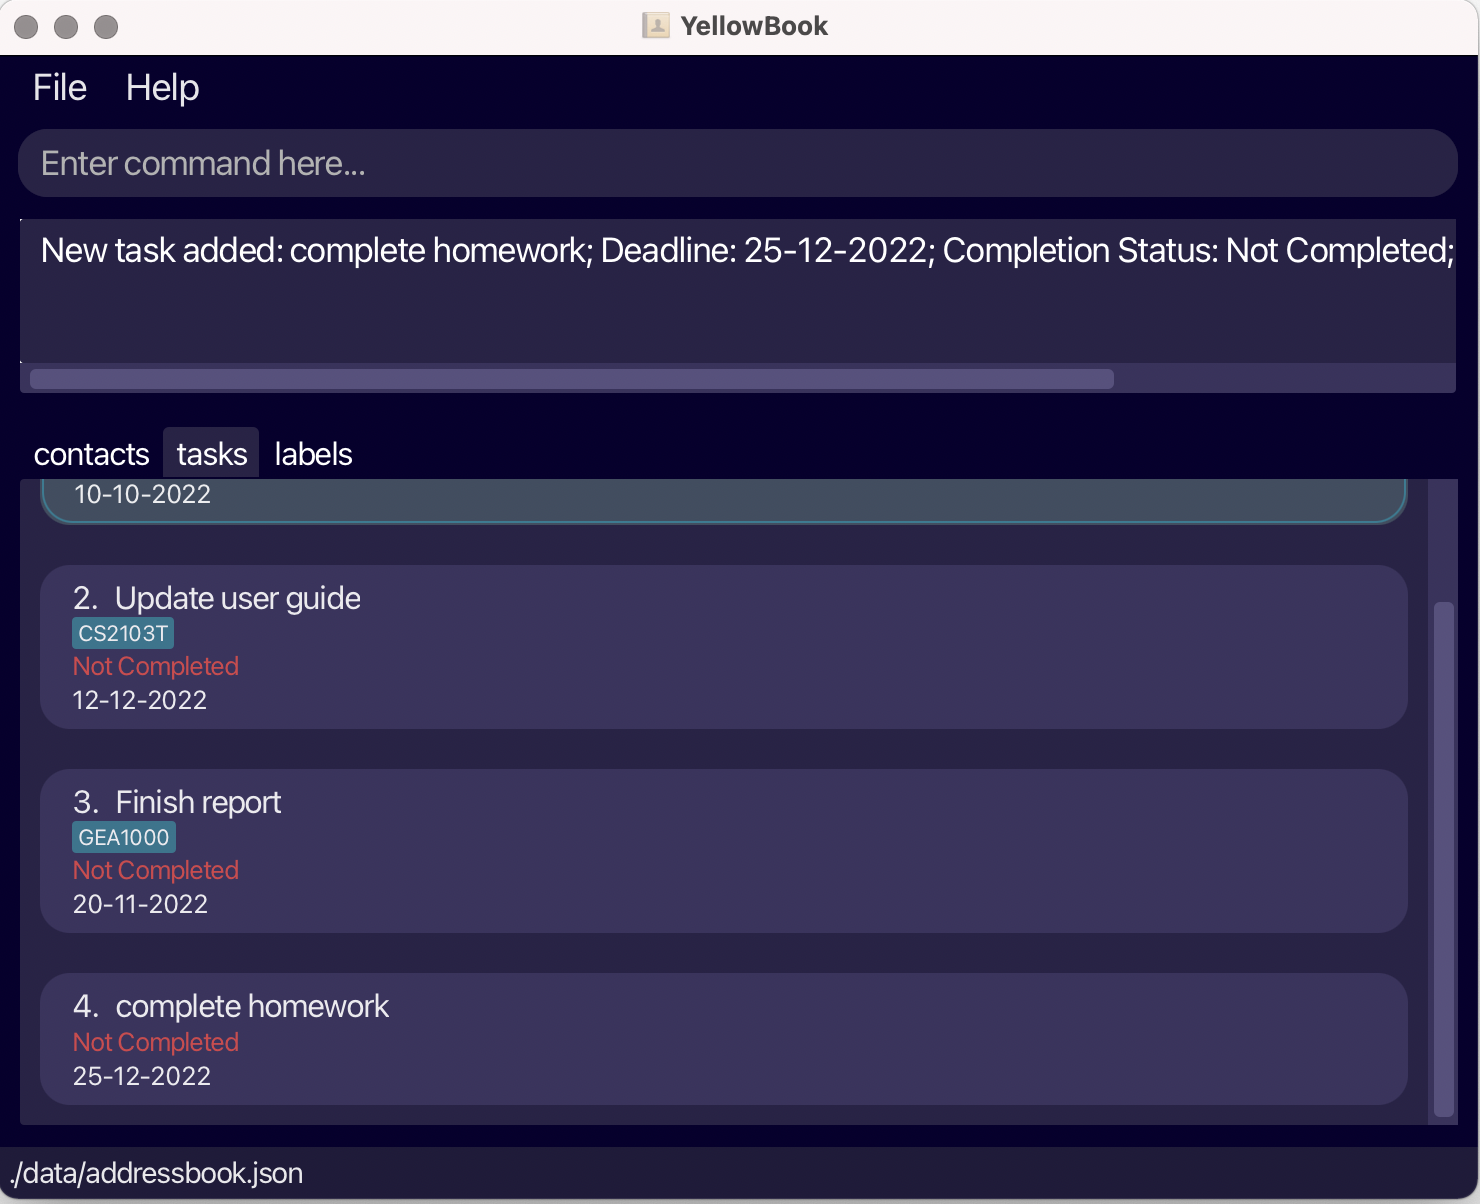 YellowBook
File Help
Enter command here...
New task added: complete homework; Deadline: 25-12-2022; Completion Status: Not Completed;
contacts tasks labels
10-10-2022
2. Update user guide
CS2103T
Not Completed
12-12-2022
3. Finish report
GEA1000
Not Completed
20-11-2022
4. complete homework
Not Completed
25-12-2022
./data/addressbook.json